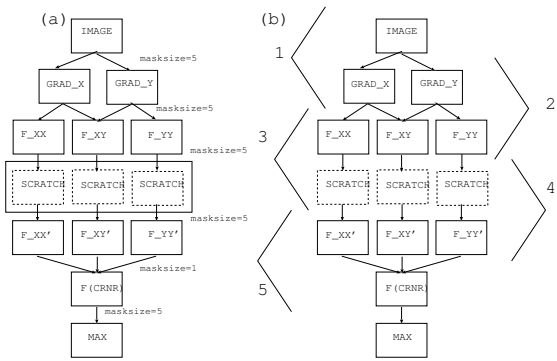 (a)
IMAGE
masksize=5
GRAD_X GRAD_Y
masksize=5
F_XX F_XY F_YY
masksize=5
SCRATCH SCRATCH SCRATCH
masksize=5
F_XX' F_XY' F_YY'
masksize=1
F(CRNR)
masksize=5
MAX
(b)
IMAGE
1
GRAD_X GRAD_Y
2
F_XX F_XY F_YY
3
SCRATCH SCRATCH SCRATCH
4
F_XX' F_XY' F_YY'
5
F(CRNR)
MAX